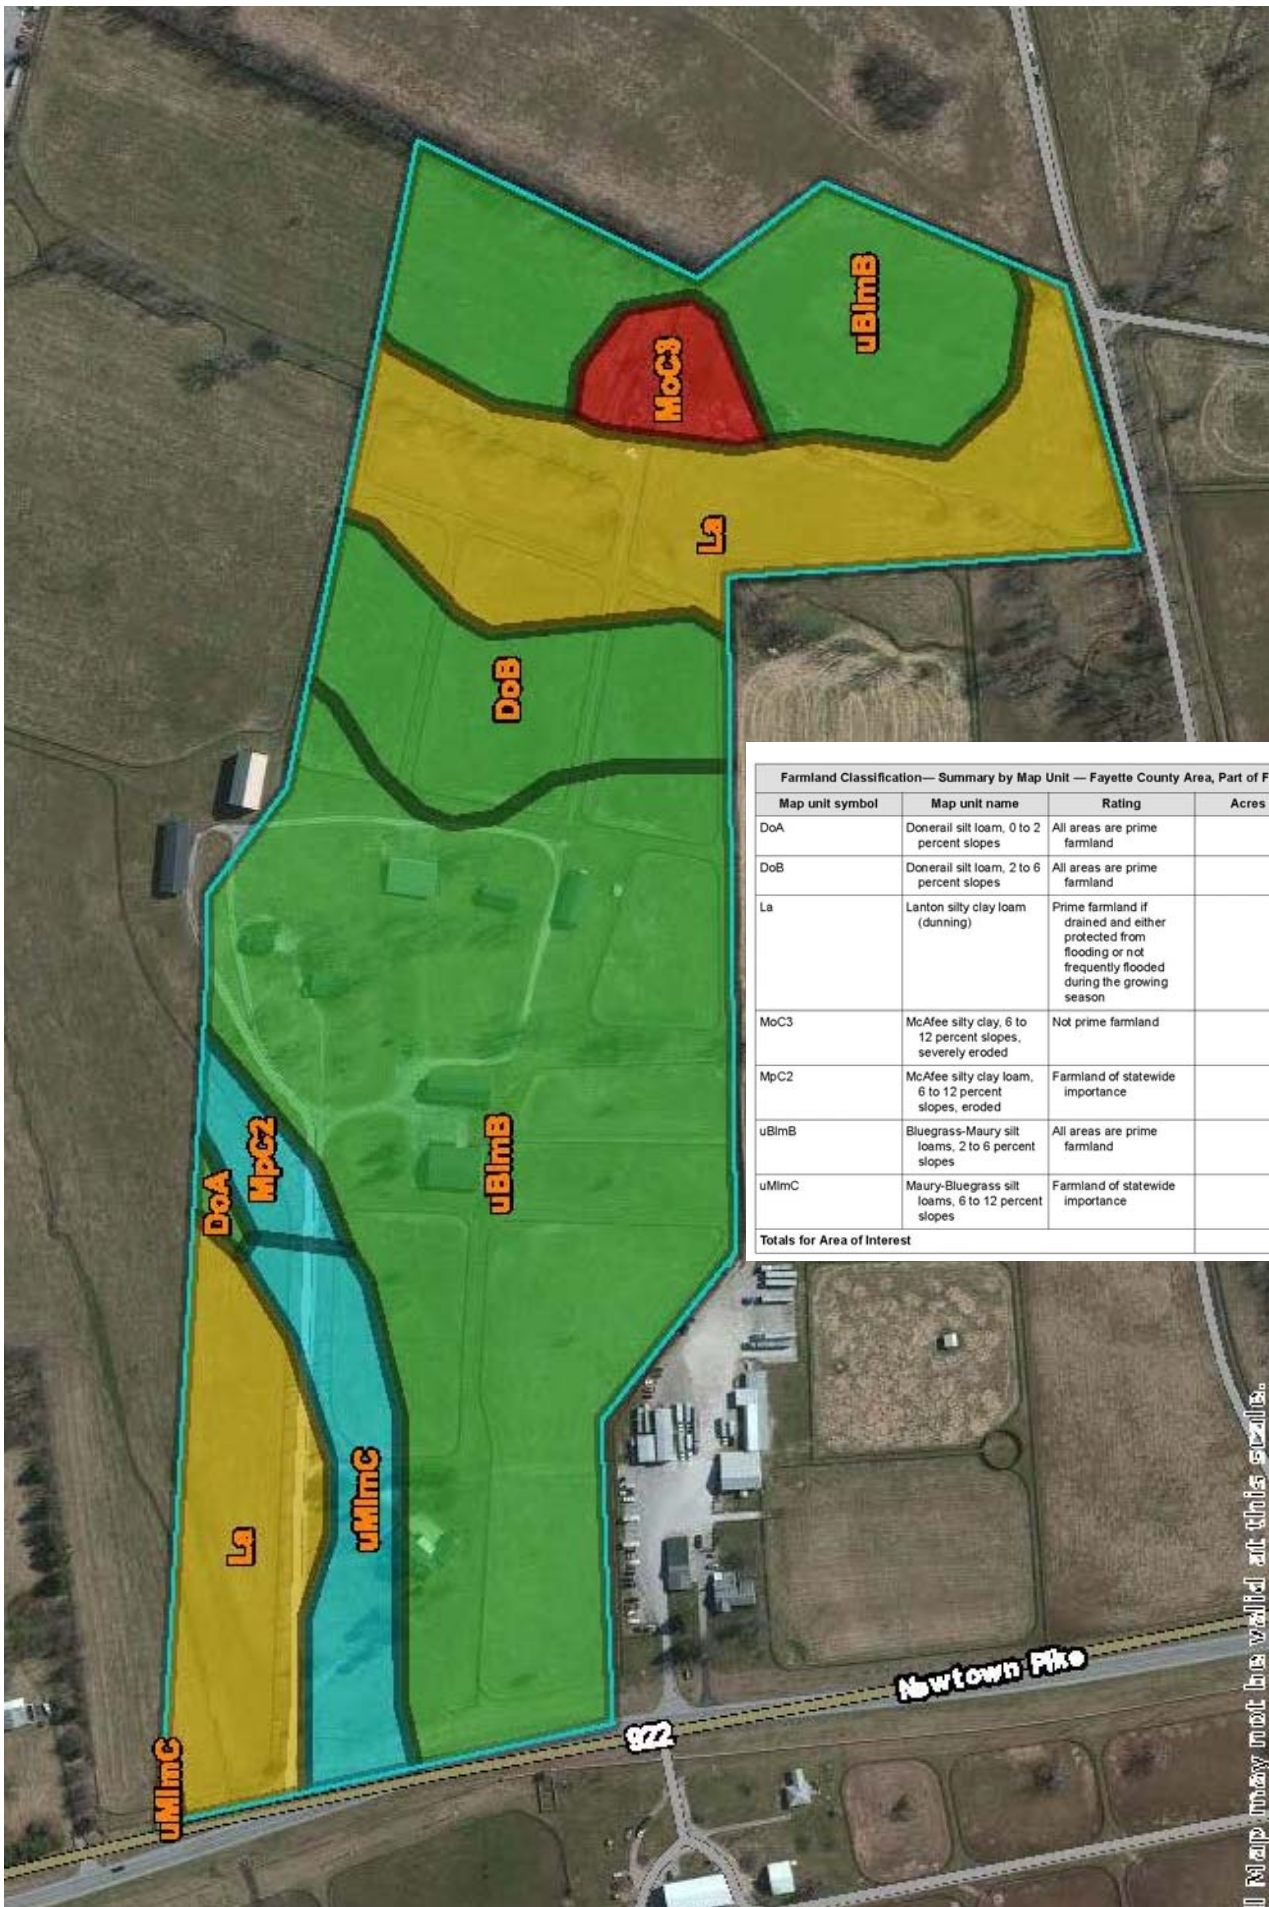 uBlmB
MoC3
La
DoB
Farmland Classification— Summary by Map Unit — Fayette County Area, Part of F
Map unit symbol Map unit name Rating Acres
DoA Donerail silt loam, 0 to 2 All areas are prime
percent slopes farmland
DoB Donerail silt loam, 2 to 6 All areas are prime
percent slopes farmland
La Lanton silty clay loam Prime farmland if
(dunning) drained and either
protected from
flooding or not
frequently flooded
during the growing
season
MoC3 McAfee silty clay, 6 to Not prime farmland
12 percent slopes,
severely eroded
MpC2 McAfee silty clay loam, Farmland of statewide
6 to 12 percent importance
slopes, eroded
uBlmB Bluegrass-Maury silt All areas are prime
loams, 2 to 6 percent farmland
slopes
uMlmC Maury-Bluegrass silt Farmland of statewide
loams, 6 to 12 percent importance
slopes
Totals for Area of Interest
MpC2
DoA
uBlmB
uMlmC
La
uMlmC
Newtown Pike
922
Map may not be valid at this scale.